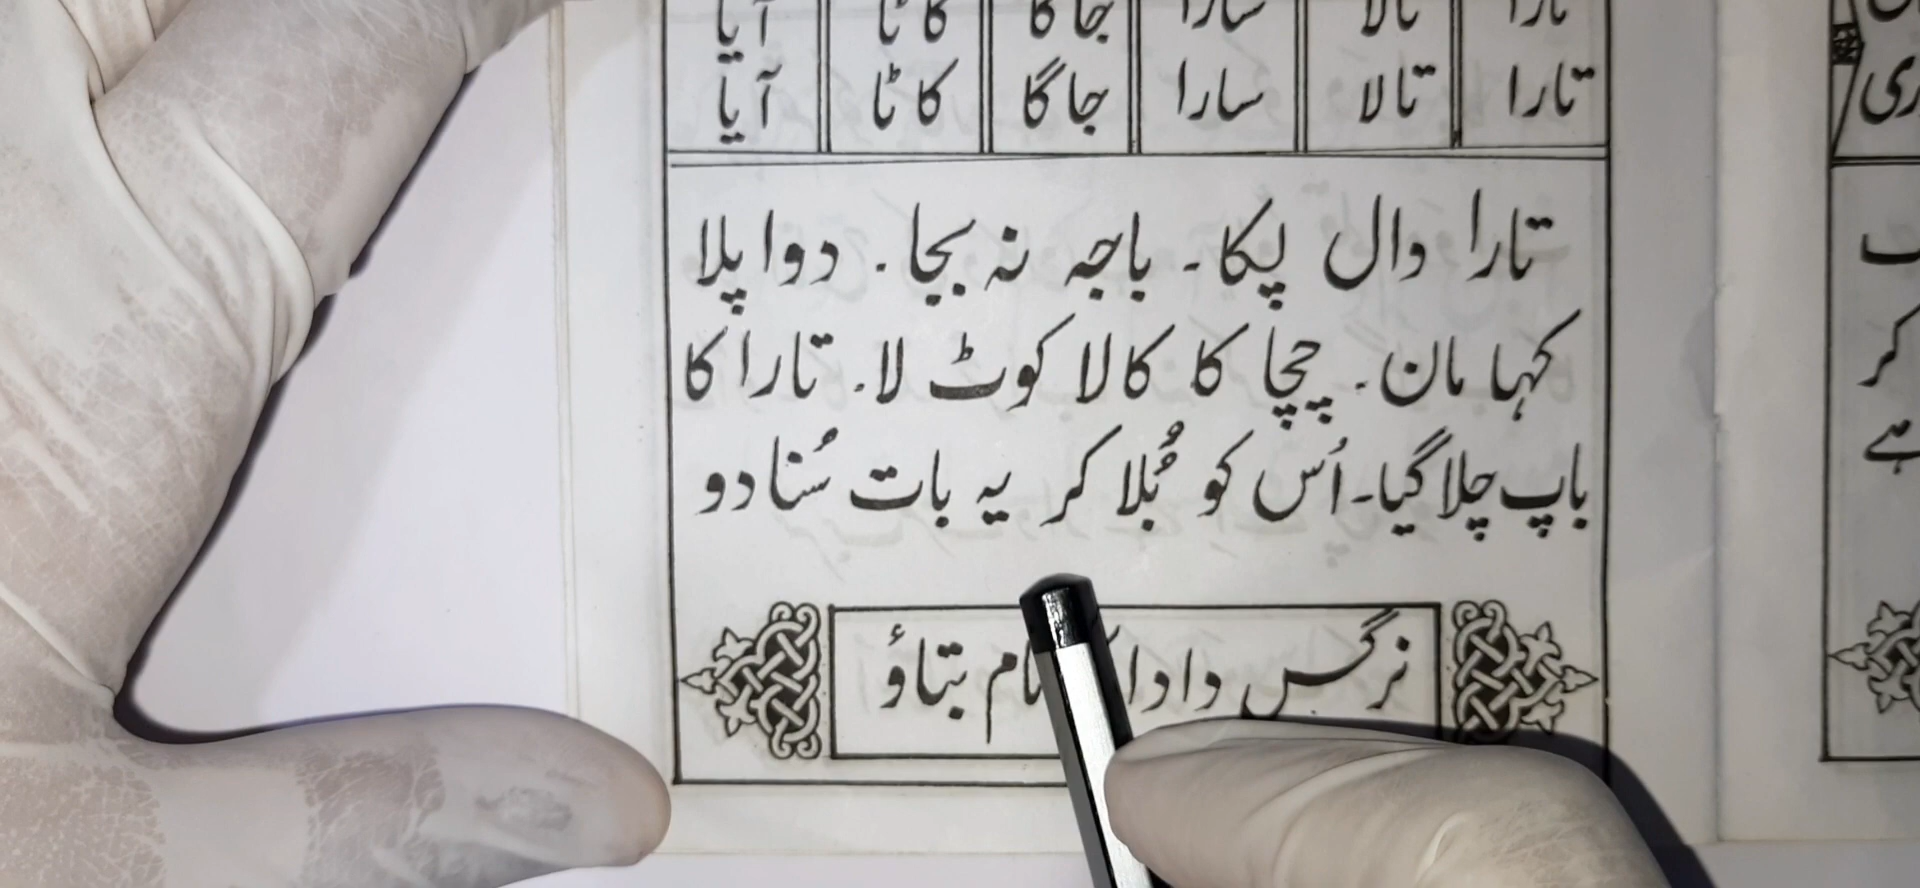 تارا تالا سارا جاگا کاٹا آیا
تارا تالا سارا جاگا کاٹا آیا
تارا دال پکا۔ باجہ نہ بجا۔ دوا پلا
کہا مان۔ چچا کا کالا کوٹ لا۔ تارا کا
باپ چلا گیا۔ اُس کو بُلا کر یہ بات سُنا دو
نرگس دادا نام بتاؤ
کر
ہے